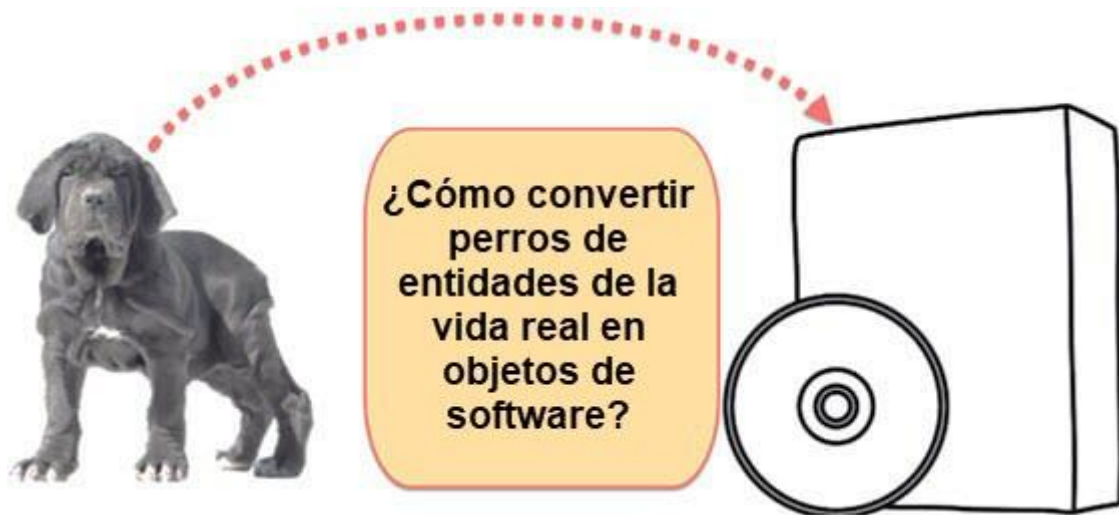 ¿Cómo convertir
perros de
entidades de la
vida real en
objetos de
software?